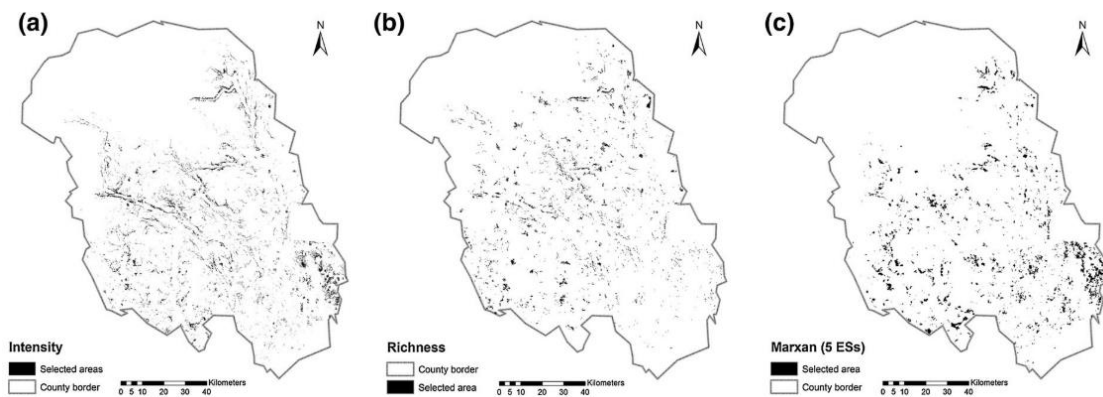 (a)
N
Intensity
Selected areas
County border
Kilometers
0 5 10 20 30 40
(b)
N
Richness
County border
Selected area
Kilometers
0 5 10 20 30 40
(c)
N
Marxan (5 ESs)
Selected area
County border
Kilometers
0 5 10 20 30 40